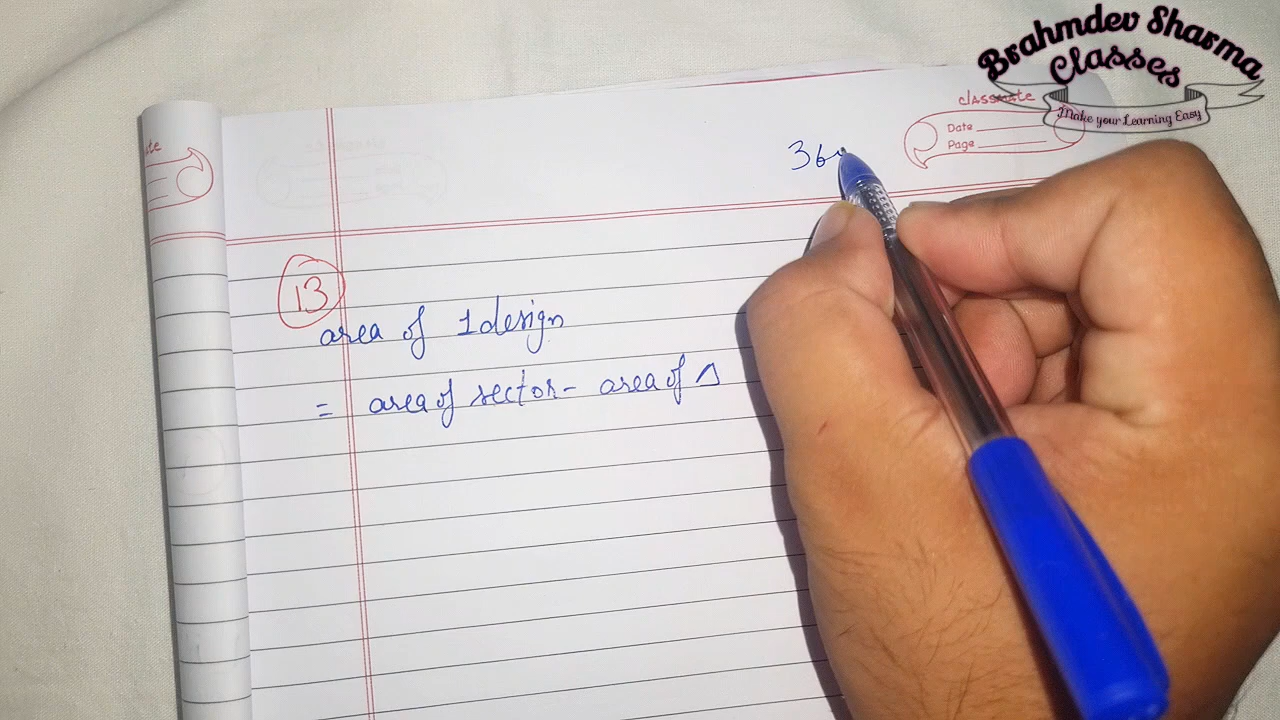 Brahmdev Sharma
Classes
Make your Learning Easy
classmate
Date
Page
te
36
13
area of 1 design
= area of sector - area of Δ